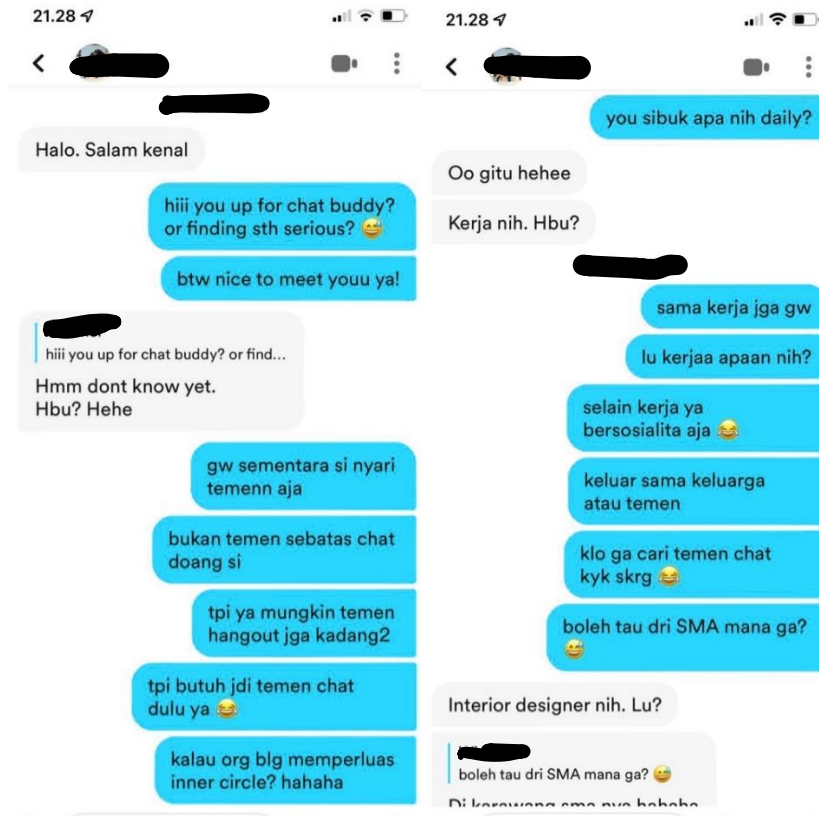 21.28
Halo. Salam kenal
hiii you up for chat buddy?
or finding sth serious? 😅
btw nice to meet youu ya!
hiii you up for chat buddy? or find...
Hmm dont know yet.
Hbu? Hehe
gw sementara si nyari
temenn aja
bukan temen sebatas chat
doang si
tpi ya mungkin temen
hangout jga kadang2
tpi butuh jdi temen chat
dulu ya 😂
kalau org blg memperluas
inner circle? hahaha
21.28
you sibuk apa nih daily?
Oo gitu hehee
Kerja nih. Hbu?
sama kerja jga gw
lu kerjaa apaan nih?
selain kerja ya
bersosialita aja 😂
keluar sama keluarga
atau temen
klo ga cari temen chat
kyk skrg 😂
boleh tau dri SMA mana ga?
😅
Interior designer nih. Lu?
boleh tau dri SMA mana ga? 😅
Di karawang sma nya hahaha